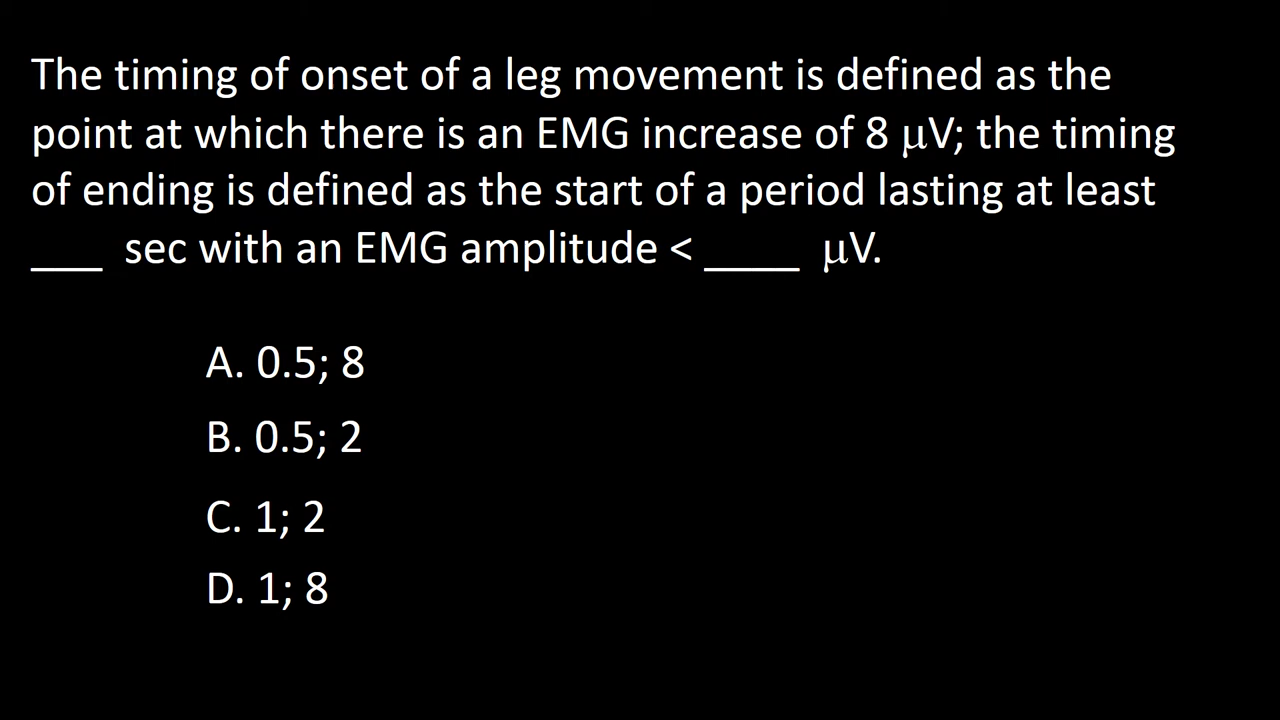 The timing of onset of a leg movement is defined as the
point at which there is an EMG increase of 8 μV; the timing
of ending is defined as the start of a period lasting at least
___ sec with an EMG amplitude < ____ μV.
A. 0.5; 8
B. 0.5; 2
C. 1; 2
D. 1; 8